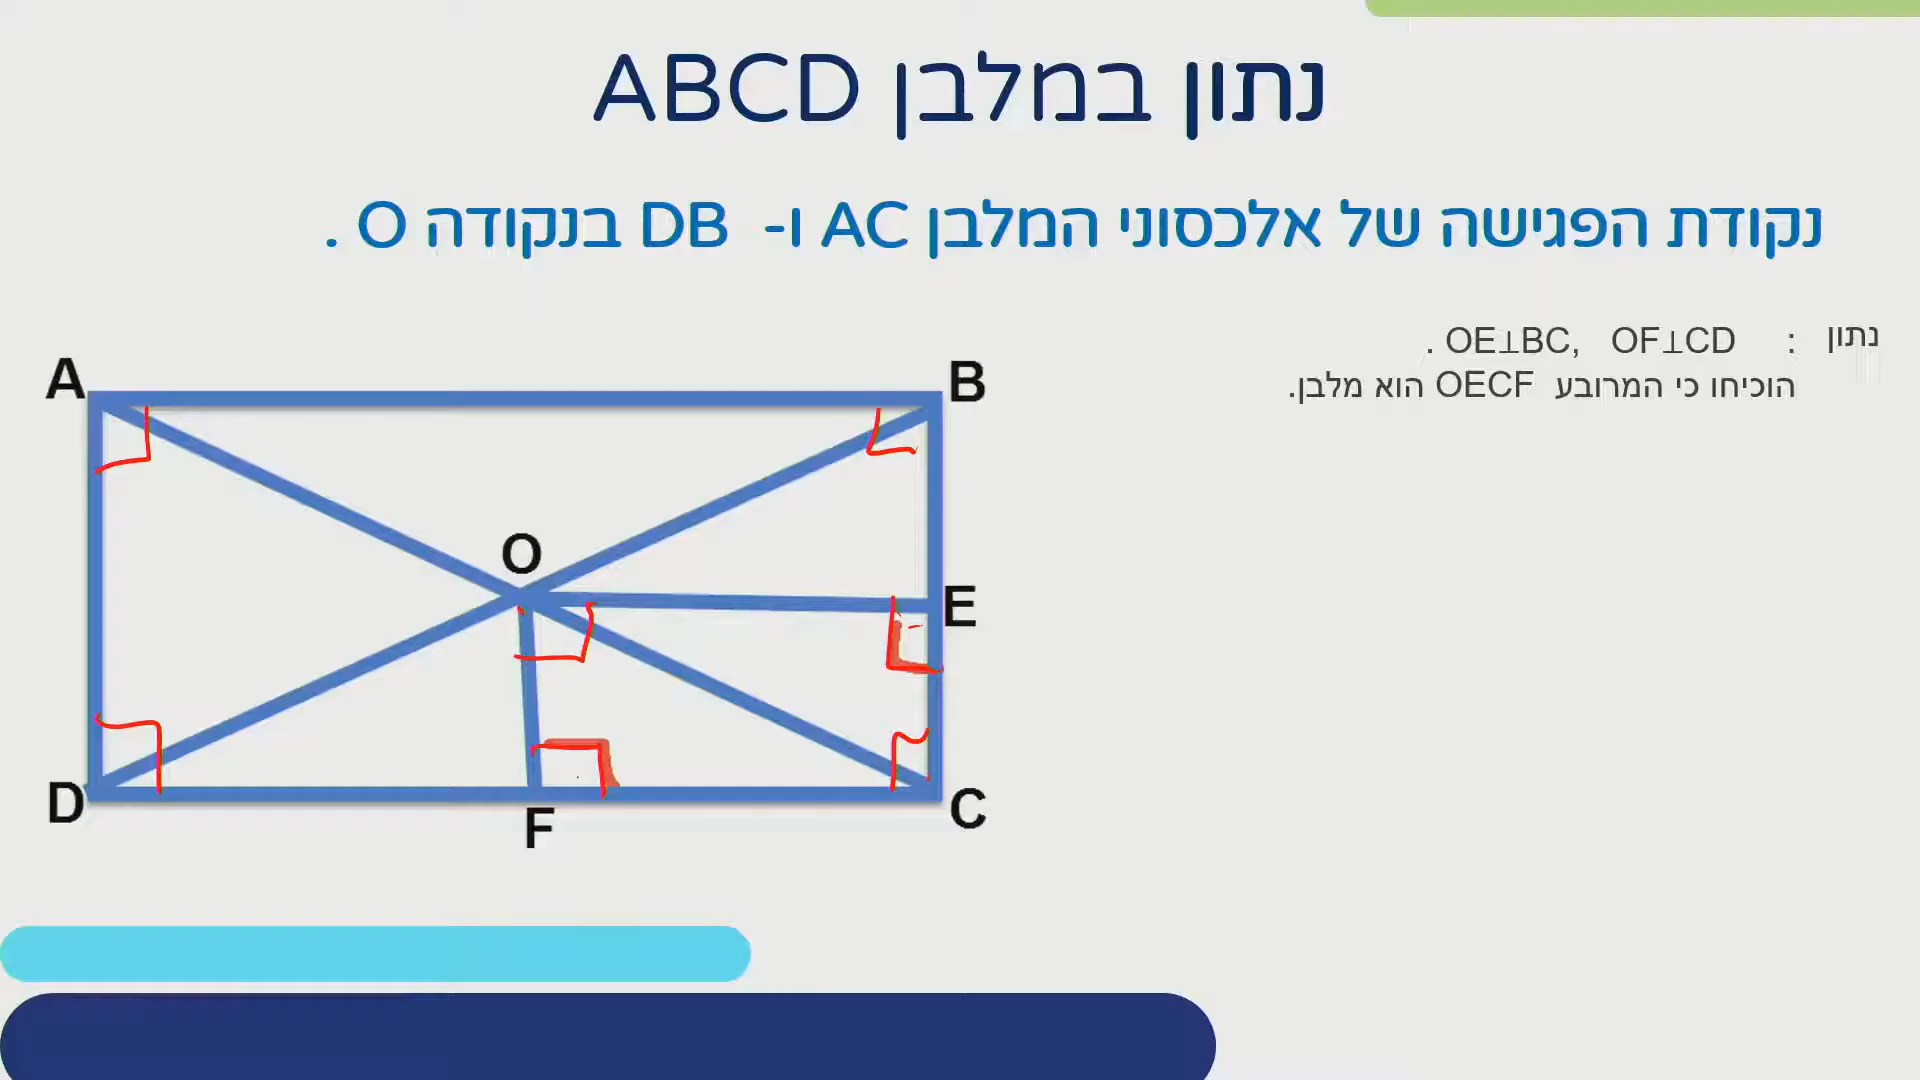 נתון במלבן ABCD
נקודת הפגישה של אלכסוני המלבן AC ו- DB בנקודה O .
נתון : OE⊥BC, OF⊥CD .
הוכיחו כי המרובע OECF הוא מלבן.
A
B
O
E
D
F
C